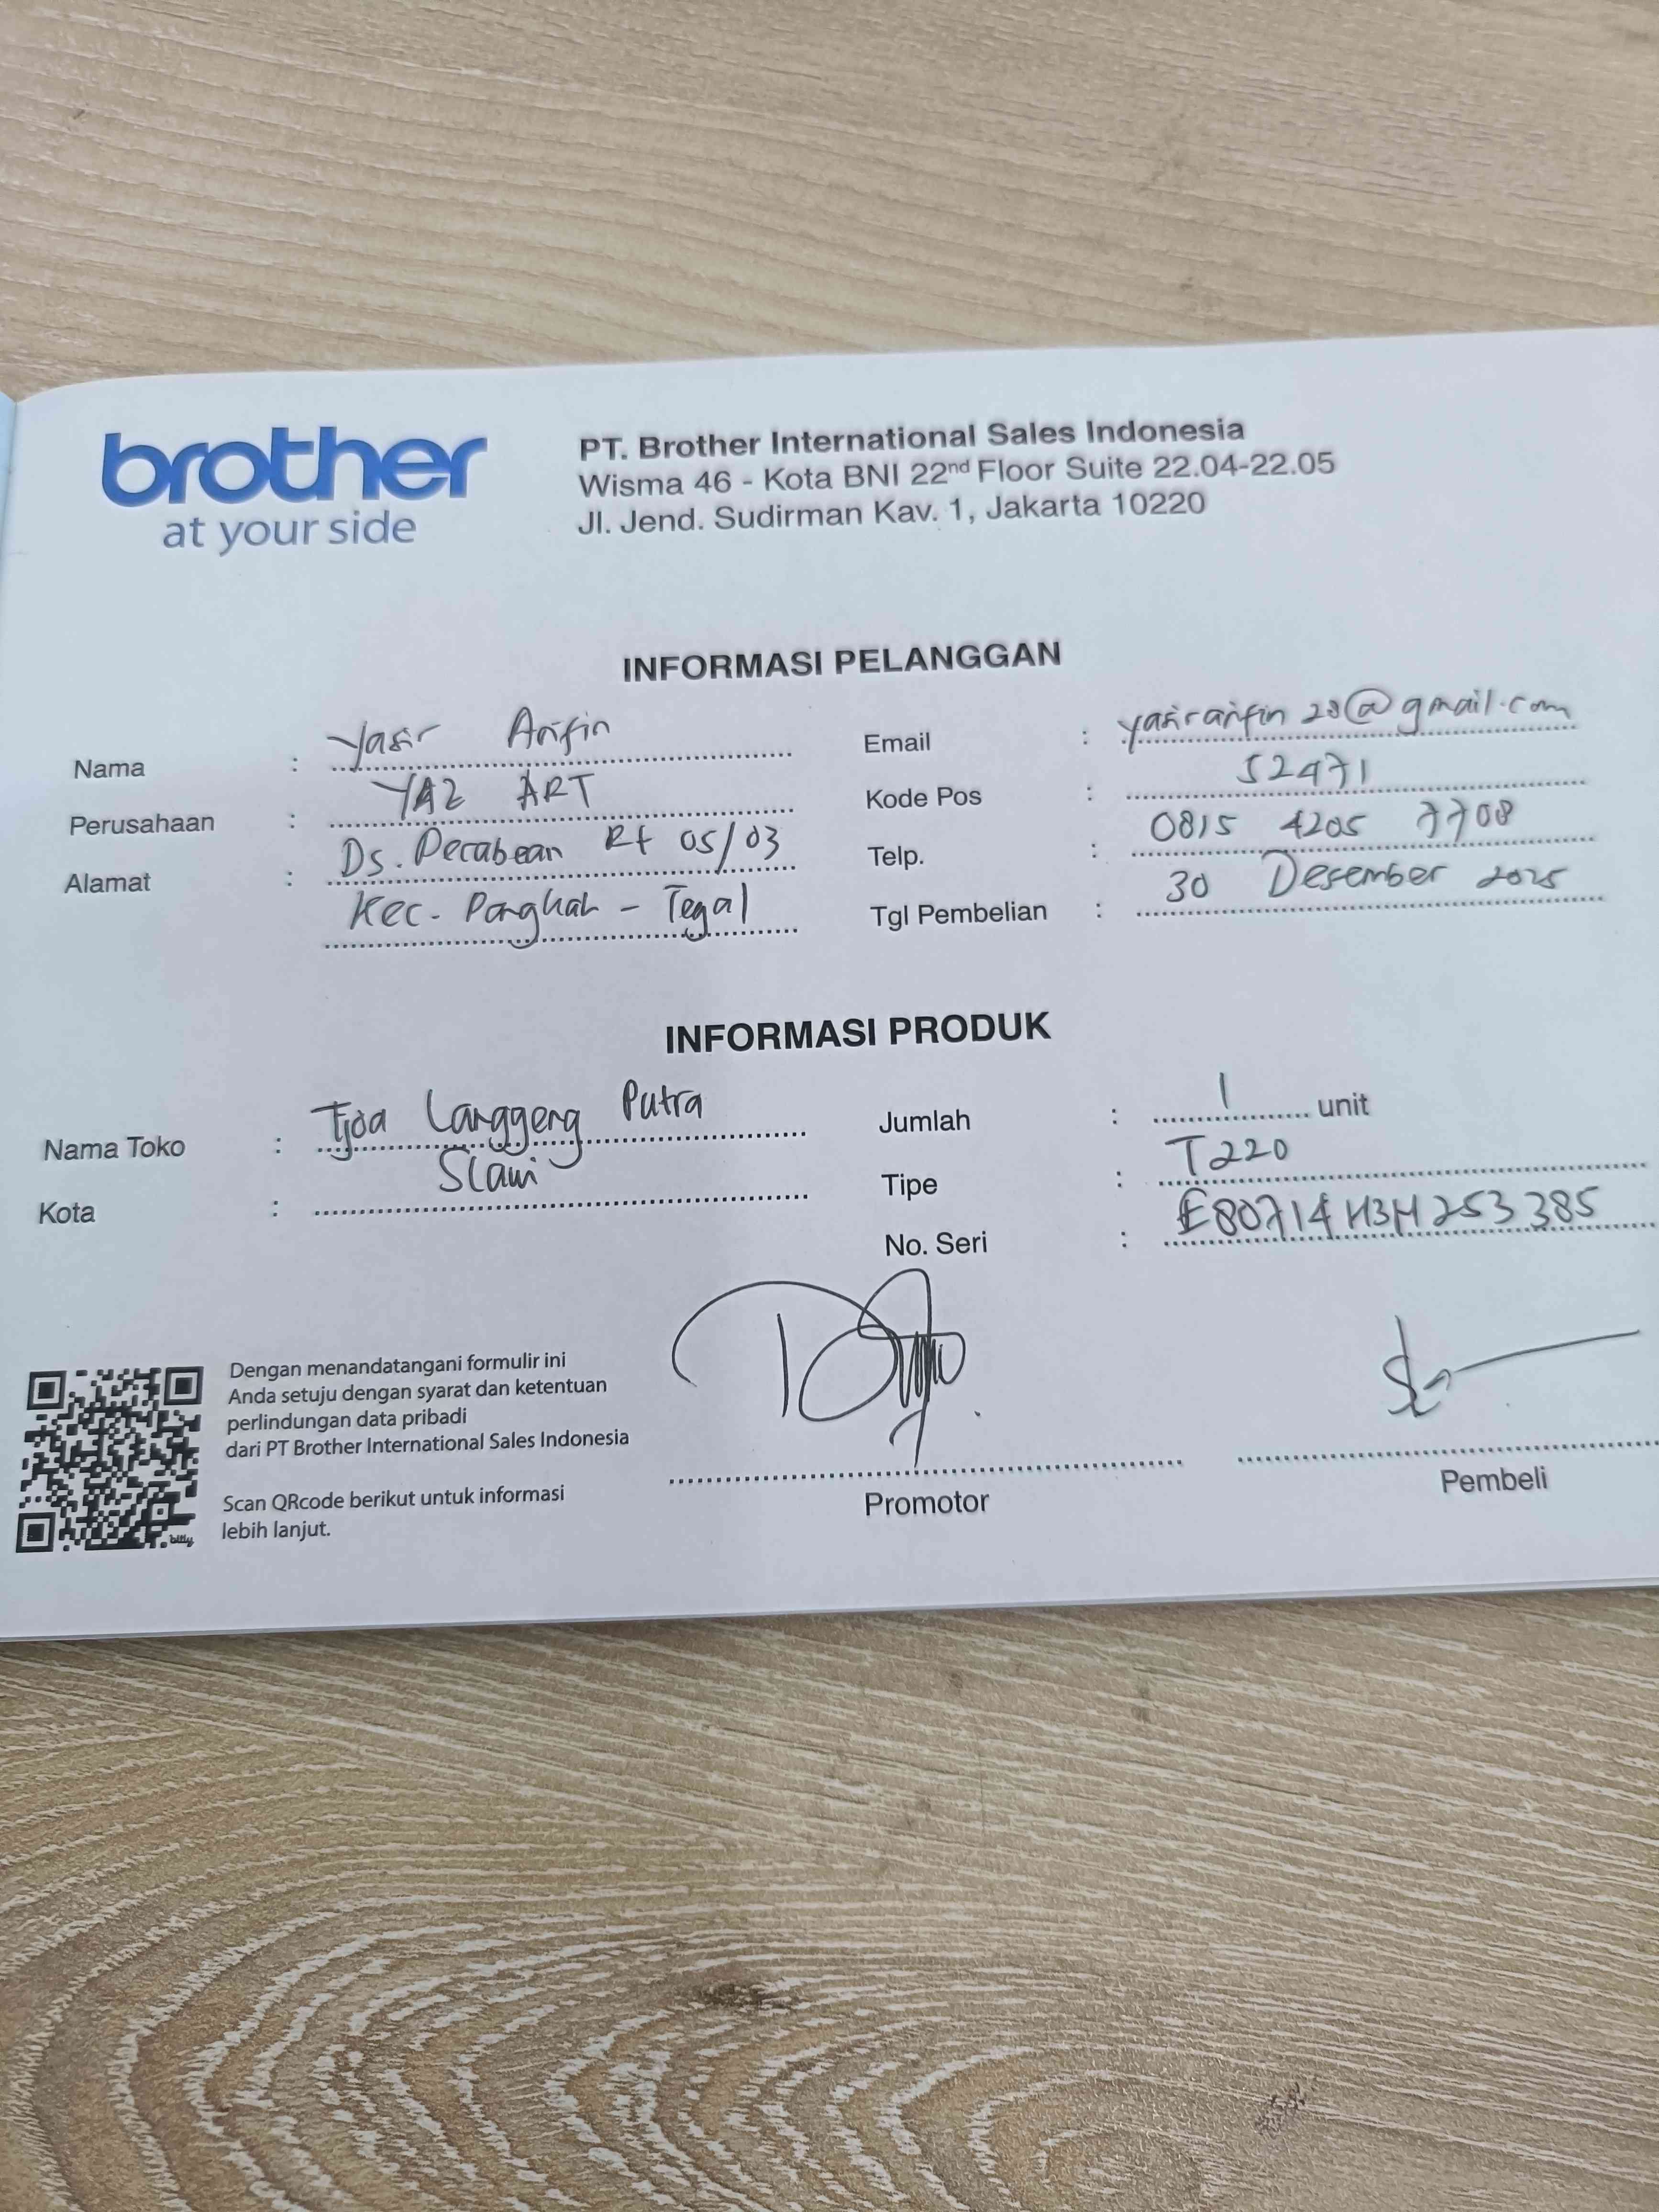 brother
at your side
PT. Brother International Sales Indonesia
Wisma 46 - Kota BNI 22nd Floor Suite 22.04-22.05
Jl. Jend. Sudirman Kav. 1, Jakarta 10220
INFORMASI PELANGGAN
Nama : Yasir Arifin
Perusahaan : YAZ ART
Alamat : Ds. Pecabean Rt 05/03
Kec. Pangkah - Tegal
Email : yasirarifin28@gmail.com
Kode Pos : 52471
Telp. : 0815 4205 7708
Tgl Pembelian : 30 Desember 2025
INFORMASI PRODUK
Nama Toko : Tjoa Langgeng Putra
Kota : Slawi
Jumlah : 1 unit
Tipe : T220
No. Seri : E80714H3H253385
Dengan menandatangani formulir ini
Anda setuju dengan syarat dan ketentuan
perlindungan data pribadi
dari PT Brother International Sales Indonesia
Scan QRcode berikut untuk informasi
lebih lanjut.
bitly
Promotor
Pembeli